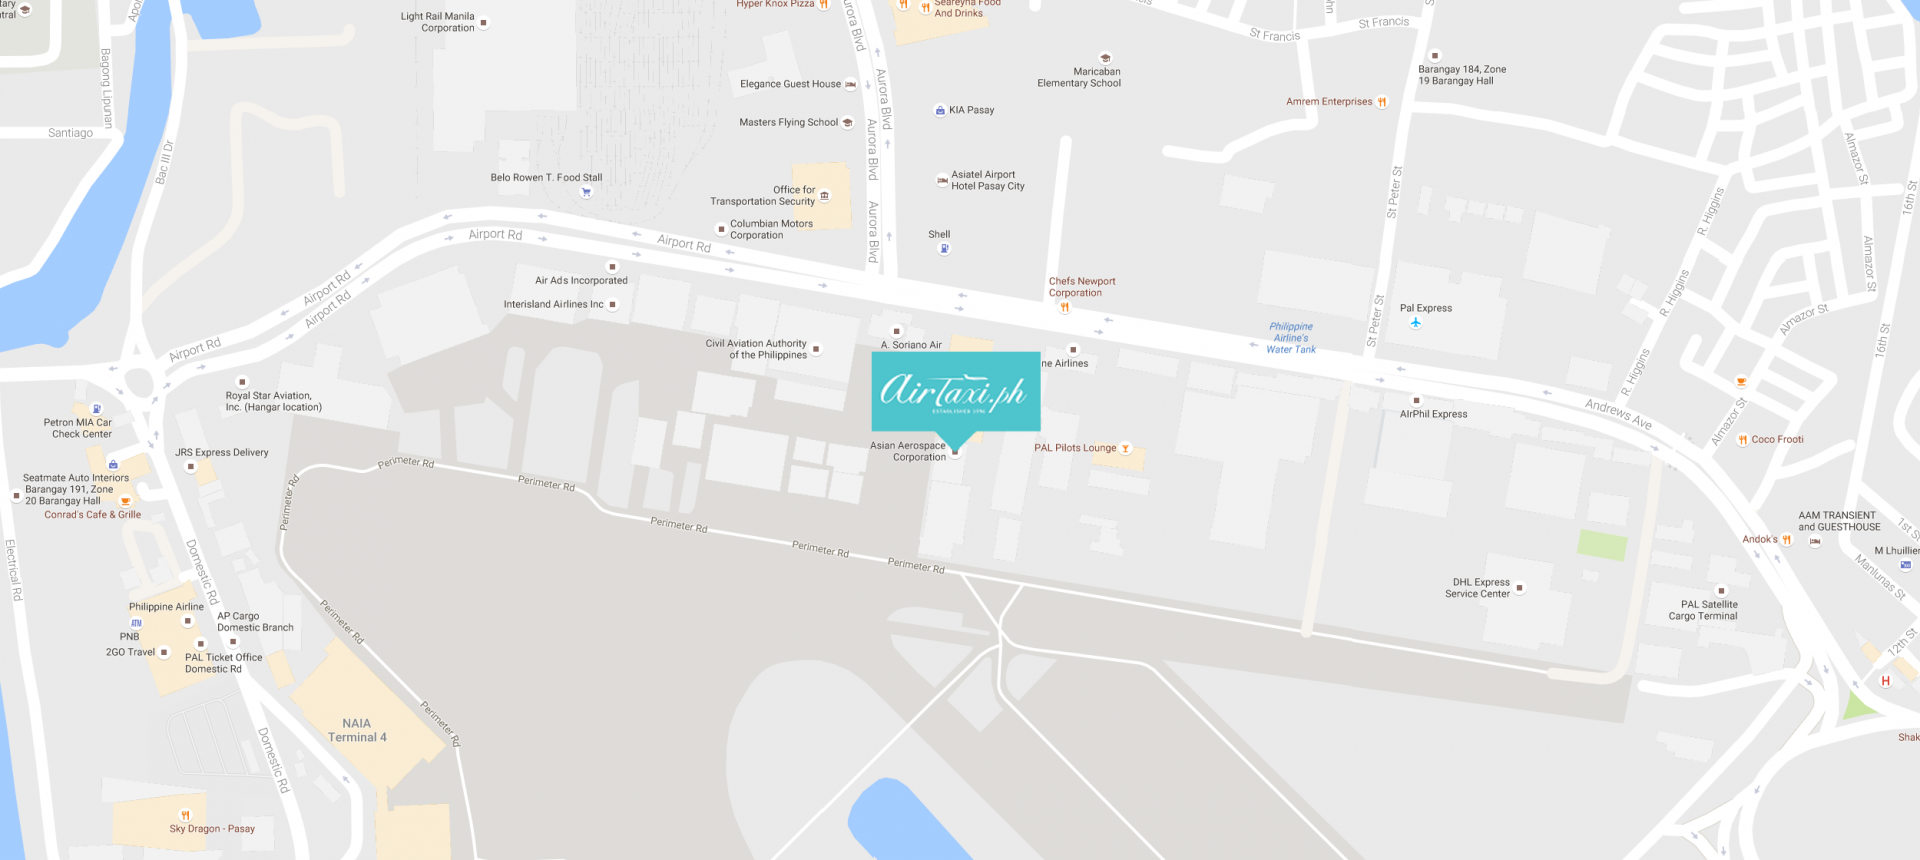 Light Rail Manila
Corporation
Hyper Knox Pizza
Seareyna Food
And Drinks
Aurora Blvd
St Francis
St Francis
Bagong Lipunan
Elegance Guest House
Maricaban
Elementary School
Barangay 184, Zone
19 Barangay Hall
Amrem Enterprises
KIA Pasay
Masters Flying School
Aurora Blvd
Aurora Blvd
Santiago
Bac III Dr
Belo Rowen T. Food Stall
Asiatel Airport
Hotel Pasay City
Office for
Transportation Security
Columbian Motors
Corporation
Aurora Blvd
Shell
St Peter St
R. Higgins
Almazor St
16th St
Airport Rd
Airport Rd
Almazor St
Air Ads Incorporated
Interisland Airlines Inc
Chefs Newport
Corporation
Airport Rd
Airport Rd
Airport Rd
Pal Express
R. Higgins
Almazor St
16th St
St Peter St
Philippine
Airline's
Water Tank
Civil Aviation Authority
of the Philippines
A. Soriano Air
ne Airlines
AirTaxi.ph
ESTABLISHED 1996
Royal Star Aviation,
Inc. (Hangar location)
R. Higgins
Andrews Ave
AirPhil Express
Almazor St
Coco Frooti
Petron MIA Car
Check Center
JRS Express Delivery
Asian Aerospace
Corporation
PAL Pilots Lounge
Seatmate Auto Interiors
Barangay 191, Zone
20 Barangay Hall
Conrad's Cafe & Grille
Perimeter Rd
Perimeter Rd
Perimeter Rd
Perimeter Rd
Perimeter Rd
Perimeter Rd
AAM TRANSIENT
and GUESTHOUSE
Andok's
1st St
M Lhuillier
Manlunas St
Electrical Rd
Domestic Rd
DHL Express
Service Center
PAL Satellite
Cargo Terminal
12th St
H
Philippine Airline
ATM
PNB
AP Cargo
Domestic Branch
2GO Travel
PAL Ticket Office
Domestic Rd
Perimeter Rd
Perimeter Rd
NAIA
Terminal 4
Domestic Rd
Shak
Sky Dragon - Pasay